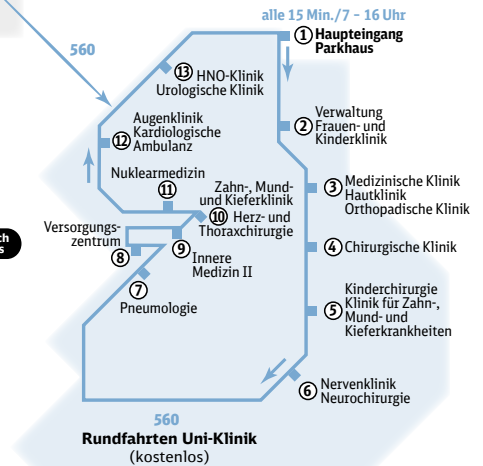 alle 15 Min./7 – 16 Uhr
560
1 Haupteingang
Parkhaus
13 HNO-Klinik
Urologische Klinik
2 Verwaltung
Frauen- und
Kinderklinik
12 Augenklinik
Kardiologische
Ambulanz
3 Medizinische Klinik
Hautklinik
Orthopadische Klinik
Nuklearmedizin
11
Zahn-, Mund-
und Kieferklinik
10 Herz- und
Thoraxchirurgie
Versorgungs-
zentrum
8
9
Innere
Medizin II
4 Chirurgische Klinik
7
Pneumologie
5 Kinderchirurgie
Klinik für Zahn-,
Mund- und
Kieferkrankheiten
6 Nervenklinik
Neurochirurgie
560
Rundfahrten Uni-Klinik
(kostenlos)